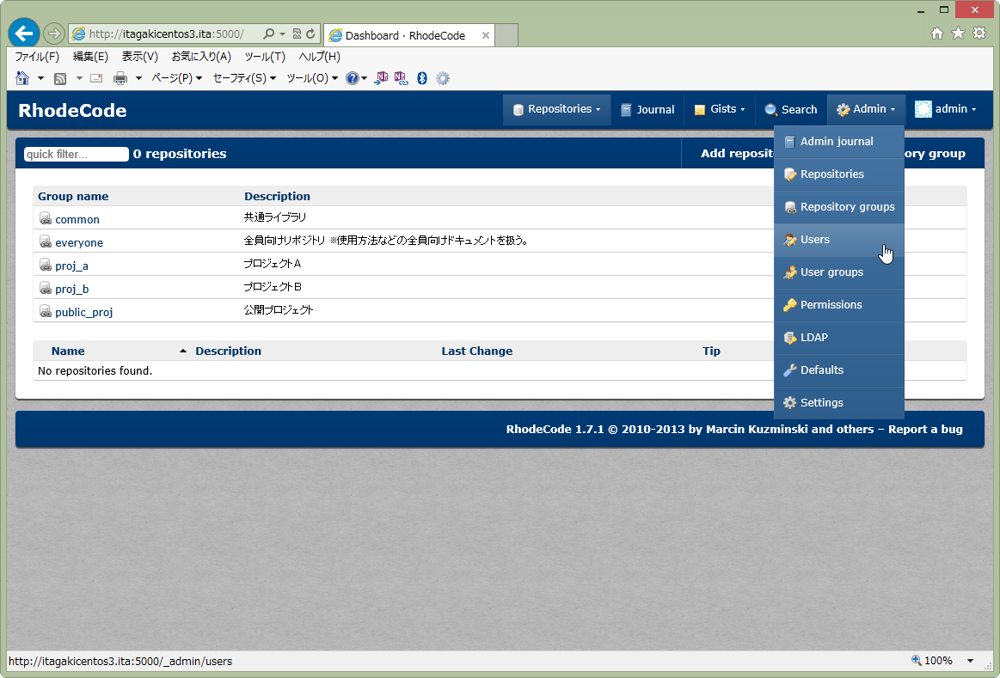 http://itagakicentos3.ita:5000/
Dashboard · RhodeCode
ファイル(F) 編集(E) 表示(V) お気に入り(A) ツール(T) ヘルプ(H)
ページ(P) セーフティ(S) ツール(O)
RhodeCode
Repositories Journal Gists Search Admin admin
quick filter... 0 repositories
Add reposit ory group
Admin journal
Repositories
Repository groups
Users
User groups
Permissions
LDAP
Defaults
Settings
Group name Description
common 共通ライブラリ
everyone 全員向けリポジトリ ※使用方法などの全員向けドキュメントを扱う。
proj_a プロジェクトA
proj_b プロジェクトB
public_proj 公開プロジェクト
Name Description Last Change Tip
No repositories found.
RhodeCode 1.7.1 © 2010-2013 by Marcin Kuzminski and others – Report a bug
http://itagakicentos3.ita:5000/_admin/users
100%